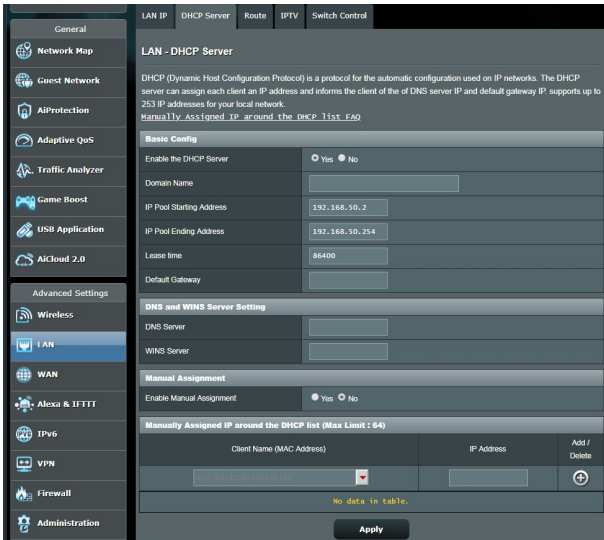 General
Network Map
Guest Network
AiProtection
Adaptive QoS
Traffic Analyzer
Game Boost
USB Application
AiCloud 2.0
Advanced Settings
Wireless
LAN
WAN
Alexa & IFTTT
IPv6
VPN
Firewall
Administration
LAN IP DHCP Server Route IPTV Switch Control
LAN - DHCP Server
DHCP (Dynamic Host Configuration Protocol) is a protocol for the automatic configuration used on IP networks. The DHCP
server can assign each client an IP address and informs the client of the of DNS server IP and default gateway IP. supports up to
253 IP addresses for your local network.
Manually Assigned IP around the DHCP list FAQ
Basic Config
Enable the DHCP Server Yes No
Domain Name
IP Pool Starting Address 192.168.50.2
IP Pool Ending Address 192.168.50.254
Lease time 86400
Default Gateway
DNS and WINS Server Setting
DNS Server
WINS Server
Manual Assignment
Enable Manual Assignment Yes No
Manually Assigned IP around the DHCP list (Max Limit : 64)
Client Name (MAC Address) IP Address Add /
Delete
No data in table.
Apply